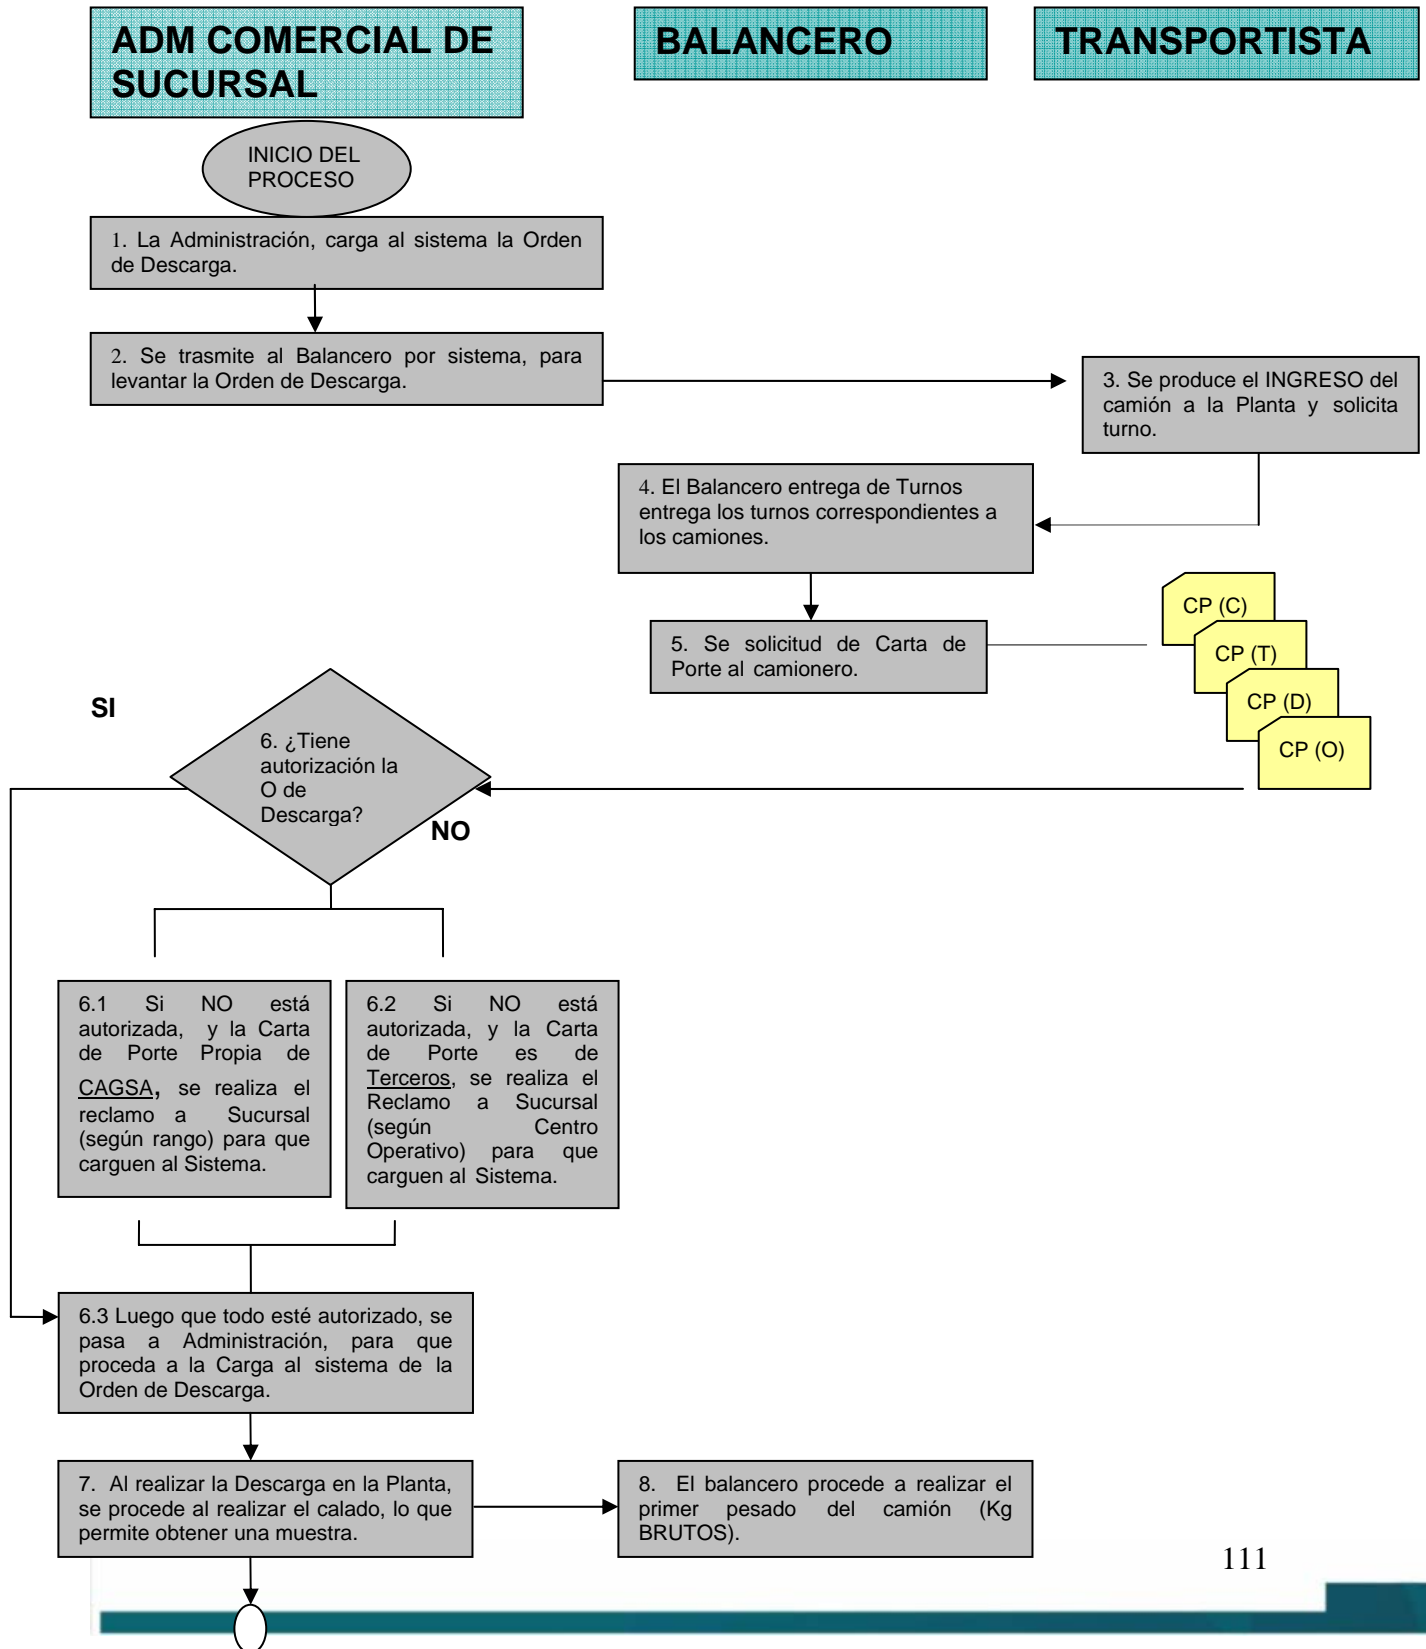 ADM COMERCIAL DE
SUCURSAL
BALANCERO
TRANSPORTISTA
INICIO DEL
PROCESO
1. La Administración, carga al sistema la Orden
de Descarga.
2. Se trasmite al Balancero por sistema, para
levantar la Orden de Descarga.
3. Se produce el INGRESO del
camión a la Planta y solicita
turno.
4. El Balancero entrega de Turnos
entrega los turnos correspondientes a
los camiones.
5. Se solicitud de Carta de
Porte al camionero.
CP (C)
CP (T)
CP (D)
CP (O)
SI
6. ¿Tiene
autorización la
O de
Descarga?
NO
6.1 Si NO está
autorizada, y la Carta
de Porte Propia de
CAGSA, se realiza el
reclamo a Sucursal
(según rango) para que
carguen al Sistema.
6.2 Si NO está
autorizada, y la Carta
de Porte es de
Terceros, se realiza el
Reclamo a Sucursal
(según Centro
Operativo) para que
carguen al Sistema.
6.3 Luego que todo esté autorizado, se
pasa a Administración, para que
proceda a la Carga al sistema de la
Orden de Descarga.
7. Al realizar la Descarga en la Planta,
se procede al realizar el calado, lo que
permite obtener una muestra.
8. El balancero procede a realizar el
primer pesado del camión (Kg
BRUTOS).
111